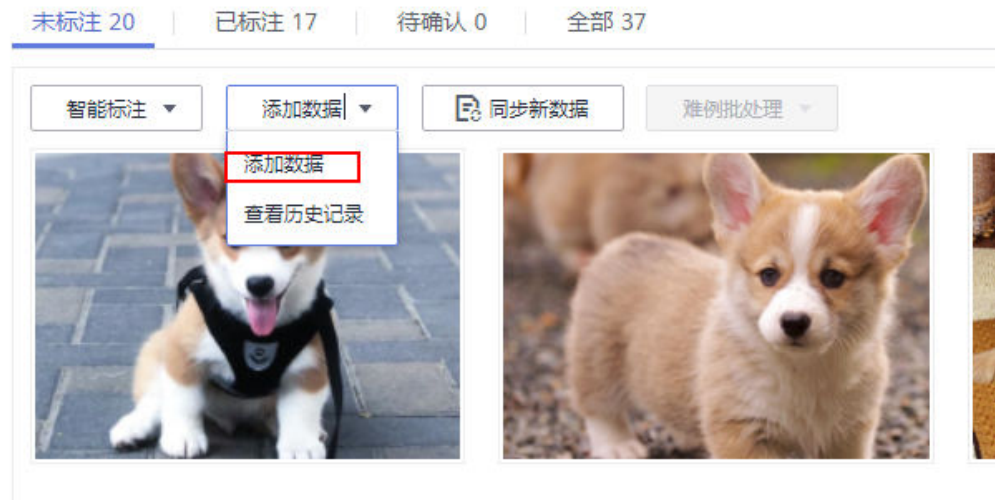 未标注 20 已标注 17 待确认 0 全部 37
智能标注 添加数据 同步新数据 难例批处理
添加数据
查看历史记录